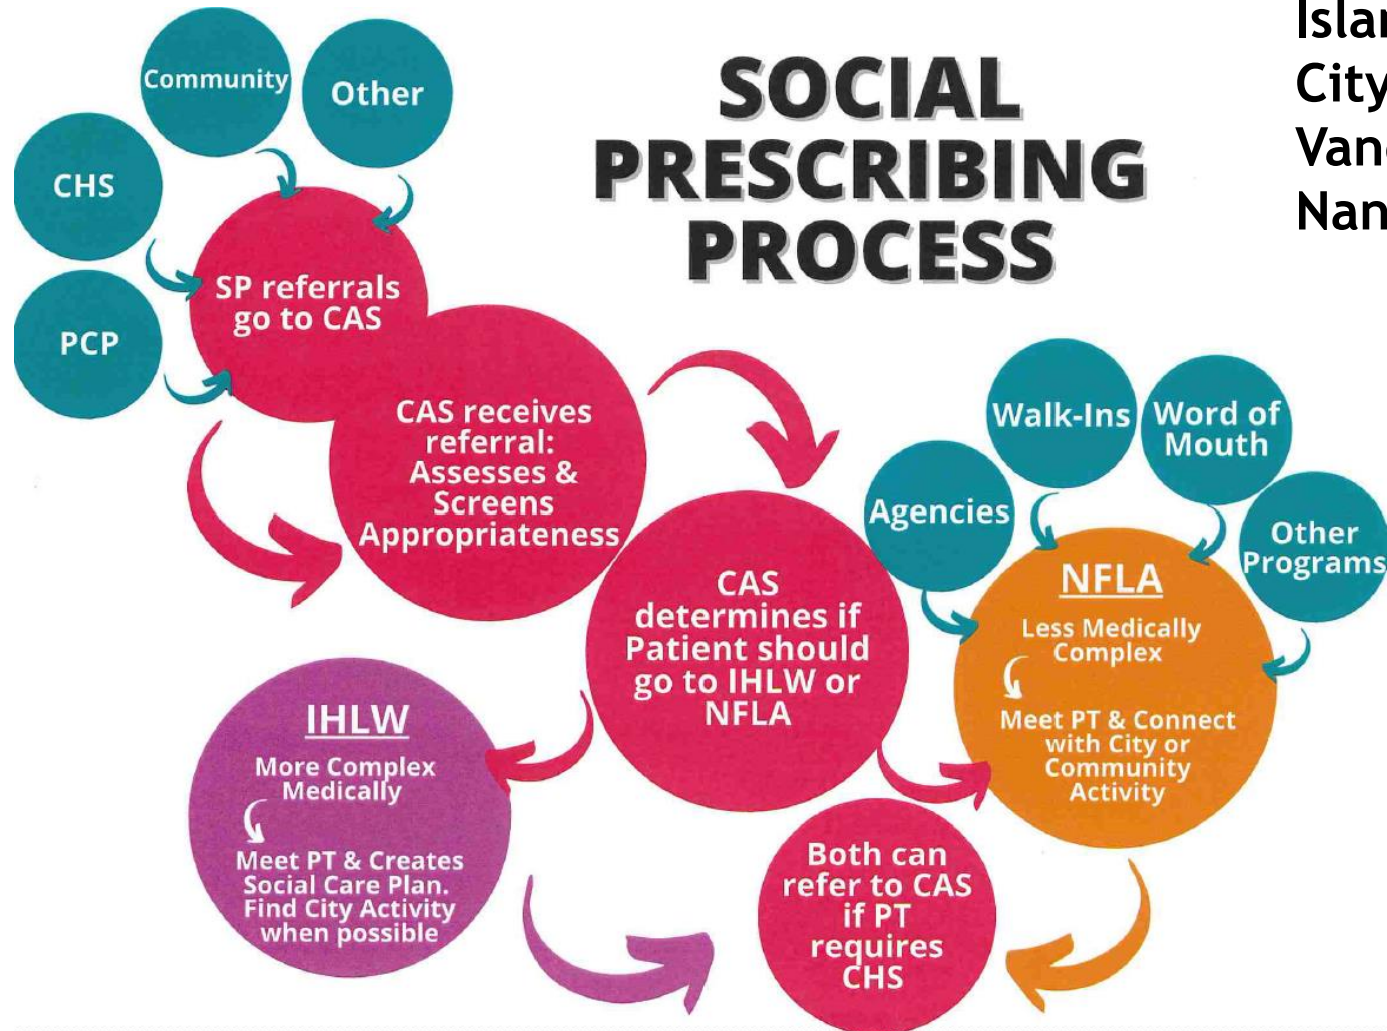 SOCIAL
PRESCRIBING
PROCESS
City
Community
Other
CHS
PCP
SP referrals
go to CAS
CAS receives
referral:
Assesses &
Screens
Appropriateness
CAS
determines if
Patient should
go to IHLW or
NFLA
Agencies
Walk-Ins
Word of
Mouth
Other
Programs
NFLA
Less Medically
Complex
Meet PT & Connect
with City or
Community
Activity
IHLW
More Complex
Medically
Meet PT & Creates
Social Care Plan.
Find City Activity
when possible
Both can
refer to CAS
if PT
requires
CHS